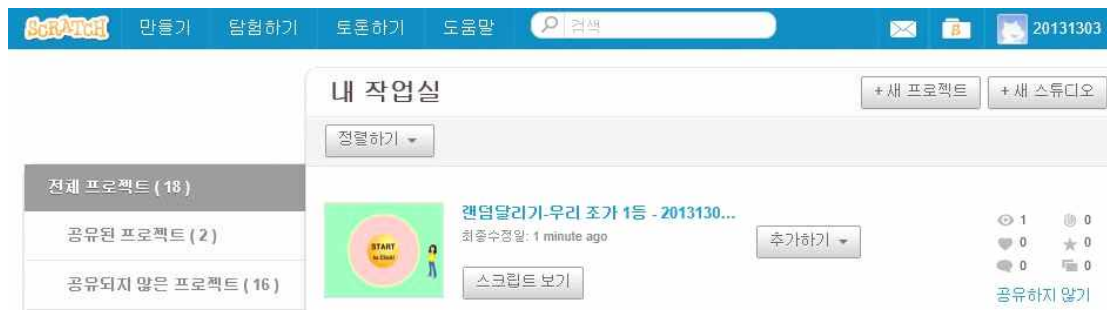 SCRATCH 만들기 탐험하기 토론하기 도움말 검색 20131303
내 작업실 +새 프로젝트 +새 스튜디오
정렬하기
전체 프로젝트 ( 18 )
공유된 프로젝트 ( 2 )
공유되지 않은 프로젝트 ( 16 )
랜덤달리기-우리 조가 1등 - 2013130...
최종수정일: 1 minute ago
추가하기
스크립트 보기
START
to Click!
1 0
0 0
0 0
공유하지 않기